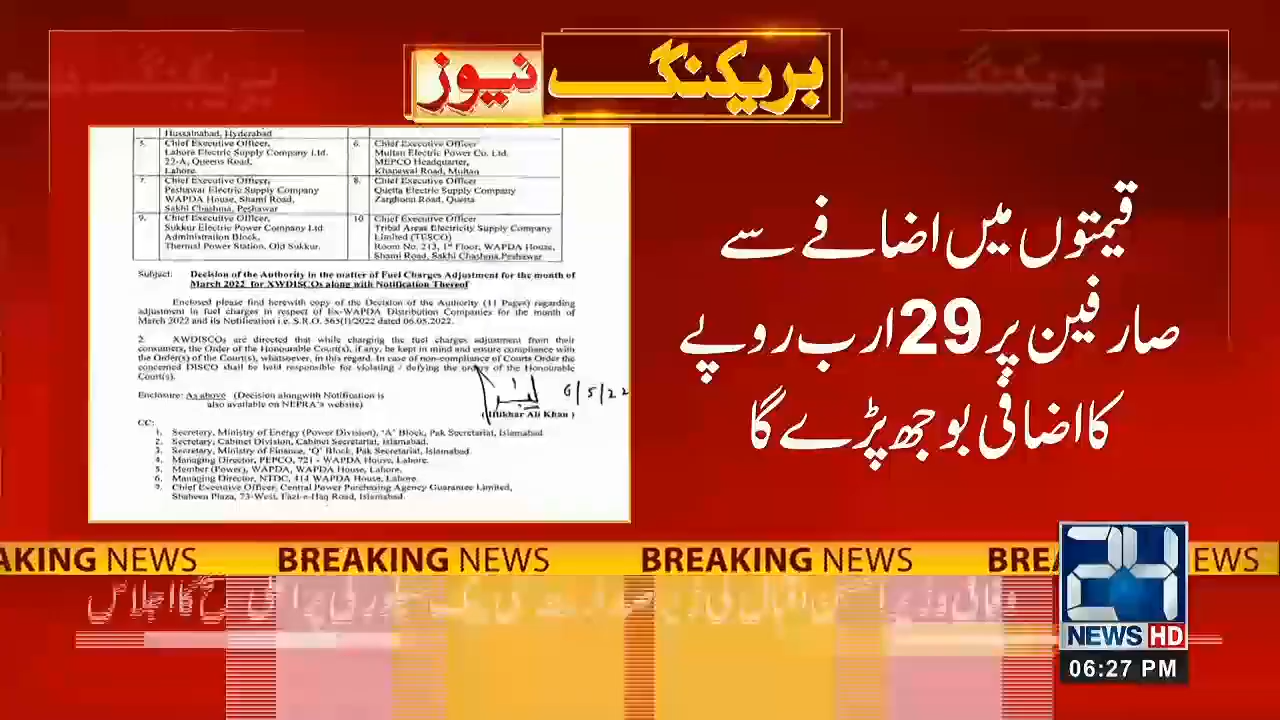 بریکنگ نیوز
Hussainabad, Hyderabad
5. Chief Executive Officer,
Lahore Electric Supply Company Ltd.
22-A, Queens Road,
Lahore.
6. Chief Executive Officer
Multan Electric Power Co. Ltd.
MEPCO Headquarter,
Khanewal Road, Multan
7. Chief Executive Officer
Peshawar Electric Supply Company
WAPDA House, Shami Road,
Sakhi Chashma, Peshawar
8. Chief Executive Officer
Quetta Electric Supply Company
Zarghoon Road, Quetta
9. Chief Executive Officer,
Sukkur Electric Power Company Ltd
Administration Block,
Thermal Power Station, Old Sukkur.
10 Chief Executive Officer
Tribal Areas Electricity Supply Company
Limited (TESCO)
Room No. 213, 1st Floor, WAPDA House,
Shami Road, Sakhi Chashma, Peshawar
Subject: Decision of the Authority in the matter of Fuel Charges Adjustment for the month of
March 2022 for XWDISCOs along with Notification Thereof
Enclosed please find herewith copy of the Decision of the Authority (11 Pages) regarding
adjustment in fuel charges in respect of Ex-WAPDA Distribution Companies for the month of
March 2022 and its Notification i.e. S.R.O. 565(I)/2022 dated 06.05.2022.
2. XWDISCOs are directed that while charging the fuel charges adjustment from their
consumers, the Order of the Honourable Court(s), if any, be kept in mind and ensure compliance with
the Order(s) of the Court(s), whatsoever, in this regard. In case of non-compliance of Courts Order the
concerned DISCO shall be held responsible for violating / defying the orders of the Honourable
Court(s).
Enclosure: As above (Decision alongwith Notification is
also available on NEPRA's website)
6/5/22
(Iftikhar Ali Khan)
CC:
1. Secretary, Ministry of Energy (Power Division), 'A' Block, Pak Secretariat, Islamabad
2. Secretary, Cabinet Division, Cabinet Secretariat, Islamabad.
3. Secretary, Ministry of Finance, 'Q' Block, Pak Secretariat, Islamabad.
4. Managing Director, PEPCO, 721 - WAPDA House, Lahore.
5. Member (Power), WAPDA, WAPDA House, Lahore.
6. Managing Director, NTDC, 414 WAPDA House, Lahore.
9. Chief Executive Officer, Central Power Purchasing Agency Guarantee Limited,
Shaheen Plaza, 73-West, Fazl-e-Haq Road, Islamabad.
قیمتوں میں اضافے سے
صارفین پر 29 ارب روپے
کا اضافی بوجھ پڑے گا
AKING NEWS BREAKING NEWS BREAKING NEWS BREA EWS
24
NEWS HD
06:27 PM